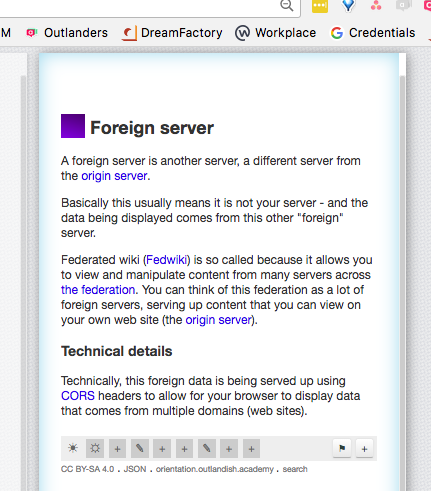 M Outlanders DreamFactory Workplace Credentials
Foreign server
A foreign server is another server, a different server from
the origin server.
Basically this usually means it is not your server - and the
data being displayed comes from this other "foreign"
server.
Federated wiki (Fedwiki) is so called because it allows you
to view and manipulate content from many servers across
the federation. You can think of this federation as a lot of
foreign servers, serving up content that you can view on
your own web site (the origin server).
Technical details
Technically, this foreign data is being served up using
CORS headers to allow for your browser to display
data that comes from multiple domains (web sites).
CC BY-SA 4.0 . JSON . orientation.outlandish.academy . search